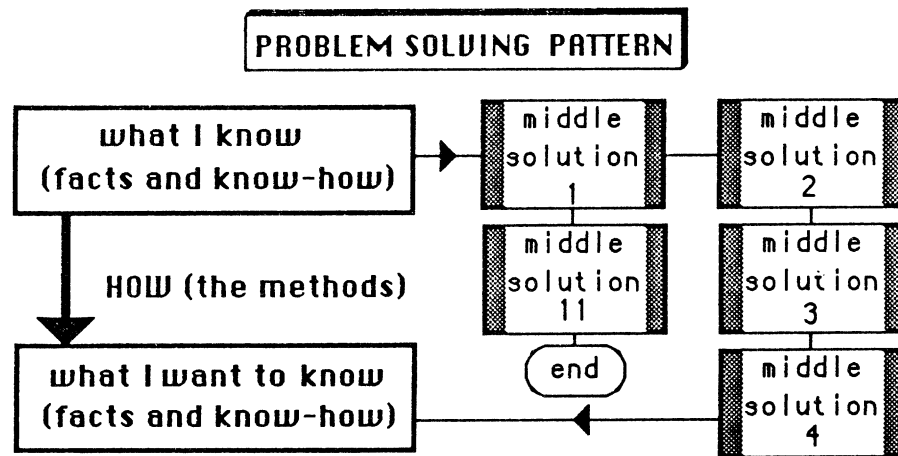 PROBLEM SOLVING PATTERN
what I know
(facts and know-how)
middle
solution
1
middle
solution
2
HOW (the methods)
middle
solution
11
middle
solution
3
end
what I want to know
(facts and know-how)
middle
solution
4